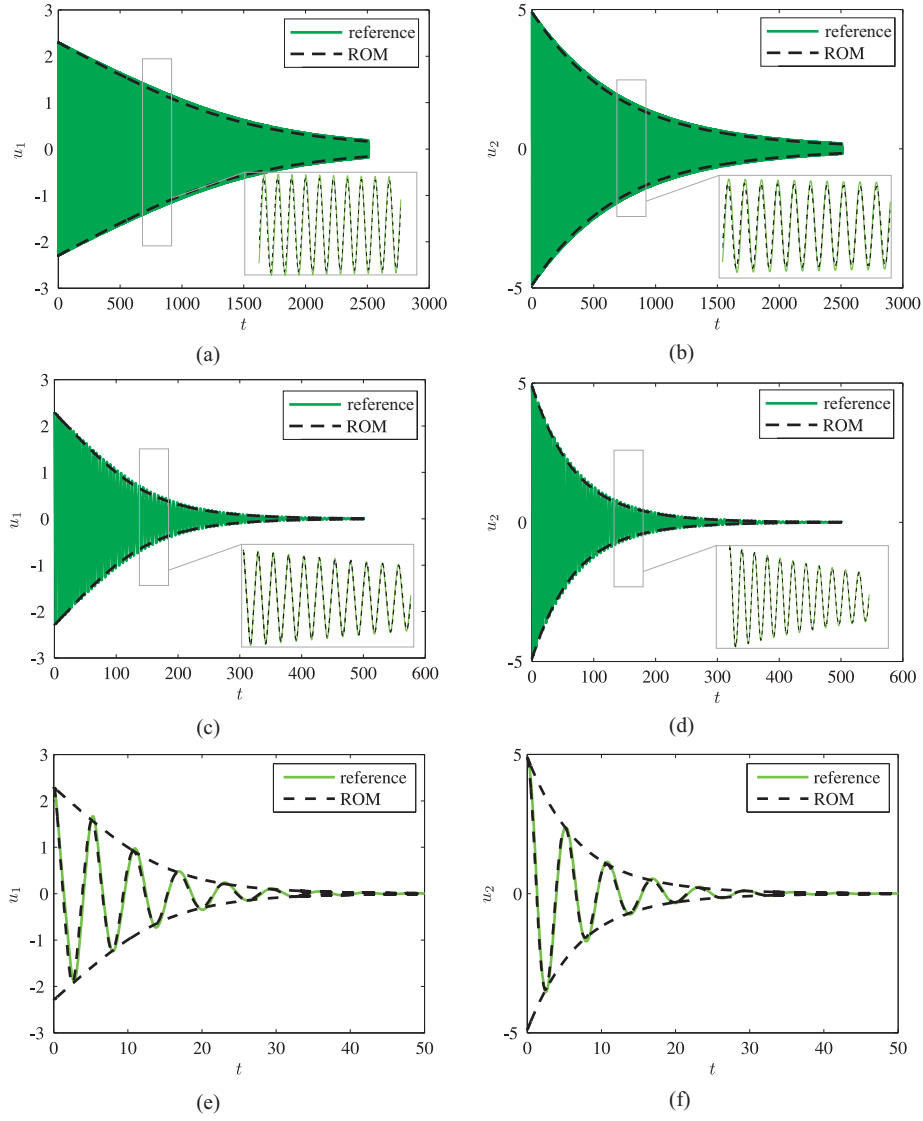 3
2
1
0
-1
-2
-3
u₁
reference
ROM
0 500 1000 1500 2000 2500 3000
t
(a)
5
0
-5
u₂
reference
ROM
0 500 1000 1500 2000 2500 3000
t
(b)
3
2
1
0
-1
-2
-3
u₁
reference
ROM
0 100 200 300 400 500 600
t
(c)
5
0
-5
u₂
reference
ROM
0 100 200 300 400 500 600
t
(d)
3
2
1
0
-1
-2
-3
u₁
reference
ROM
0 10 20 30 40 50
t
(e)
5
0
-5
u₂
reference
ROM
0 10 20 30 40 50
t
(f)